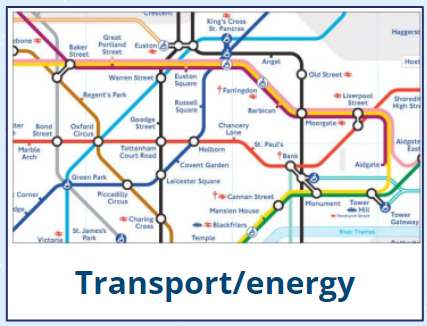 Crescent
King's Cross
St. Pancras
Haggerst
Great
Portland
Street
Euston
Baker
Street
Angel
Warren Street
Euston
Square
Old Street
Farringdon
Liverpool
Street
Regent's Park
Russell
Square
Barbican
Shoredi
High Stre
Moorgate
Bond
Street
Oxford
Circus
Goodge
Street
Chancery
Lane
St. Paul's
Marble
Arch
Tottenham
Court Road
Holborn
Bank
Aldgate
Aldgate
East
Covent Garden
Green Park
Leicester Square
Corner
Piccadilly
Circus
Cannon Street
Mansion House
Monument
Tower
Hill
Fenchurch Street
Tower
Gateway
Charing
Cross
Blackfriars
St. James's
Park
Victoria
Temple
River Thames
Transport/energy